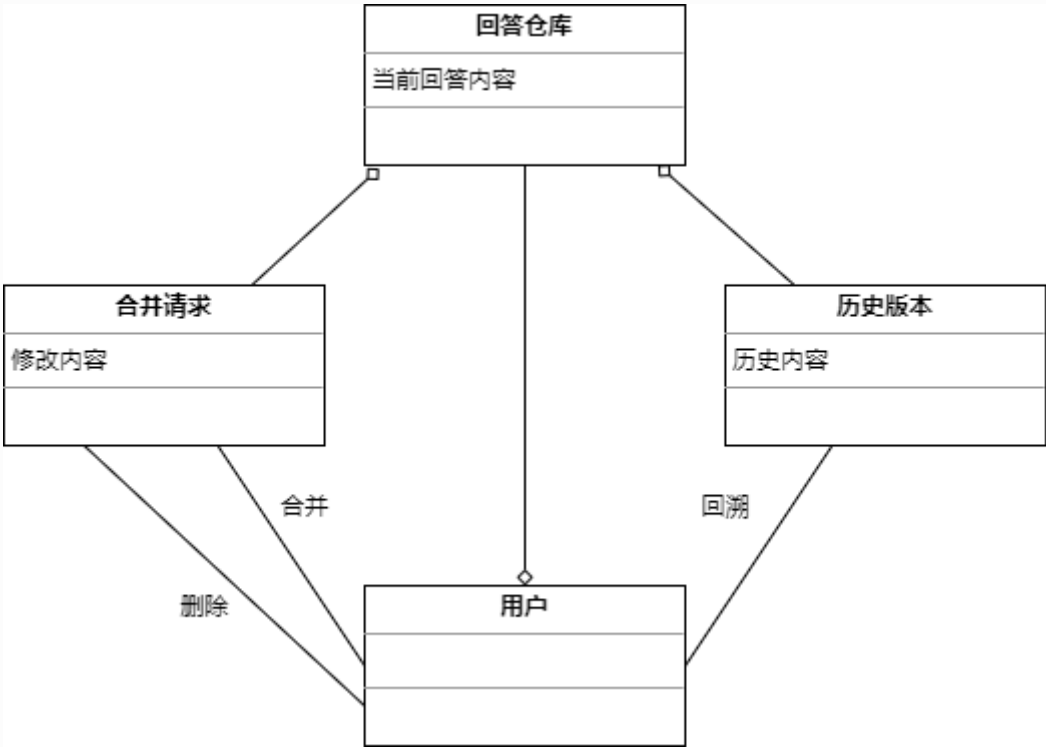 回答仓库
当前回答内容
合并请求
修改内容
历史版本
历史内容
合并
回溯
删除
用户